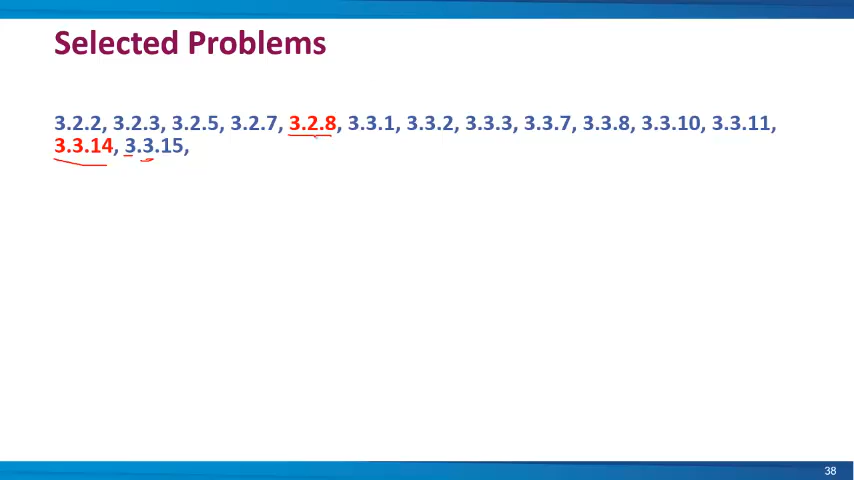 Selected Problems
3.2.2, 3.2.3, 3.2.5, 3.2.7, 3.2.8, 3.3.1, 3.3.2, 3.3.3, 3.3.7, 3.3.8, 3.3.10, 3.3.11,
3.3.14, 3.3.15,
38